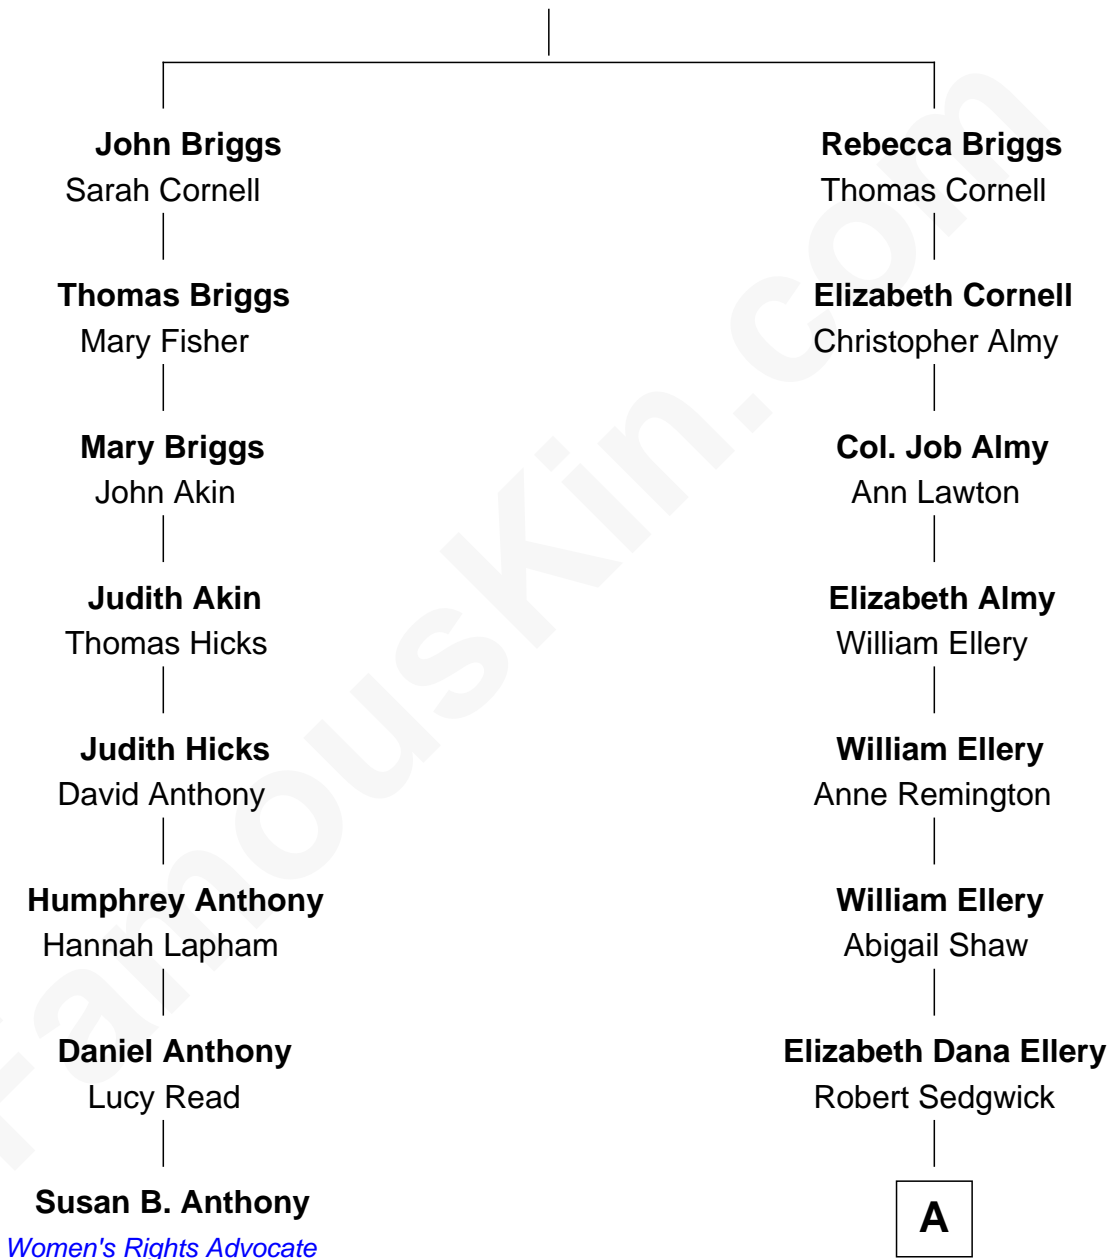 John Briggs
Sarah Cornell
Rebecca Briggs
Thomas Cornell
Thomas Briggs
Mary Fisher
Elizabeth Cornell
Christopher Almy
Mary Briggs
John Akin
Col. Job Almy
Ann Lawton
Judith Akin
Thomas Hicks
Elizabeth Almy
William Ellery
Judith Hicks
David Anthony
William Ellery
Anne Remington
Humphrey Anthony
Hannah Lapham
William Ellery
Abigail Shaw
Daniel Anthony
Lucy Read
Elizabeth Dana Ellery
Robert Sedgwick
Susan B. Anthony
Women's Rights Advocate
A
FamousKin.com